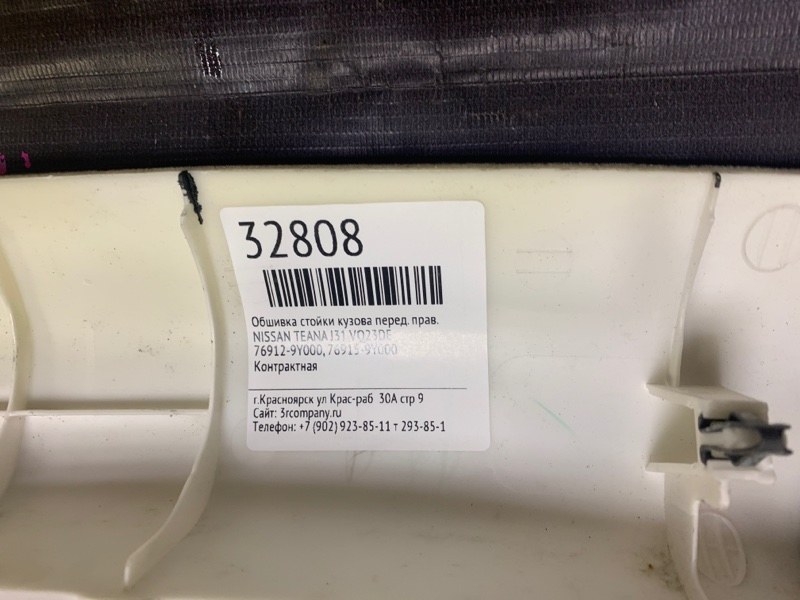 32808
Обшивка стойки кузова перед. прав.
NISSAN TEANA J31 VQ23DE
76912-9Y000, 76913-9Y000
Контрактная
г.Красноярск ул Крас-раб 30А стр 9
Сайт: 3rcompany.ru
Телефон: +7 (902) 923-85-11 т 293-85-1